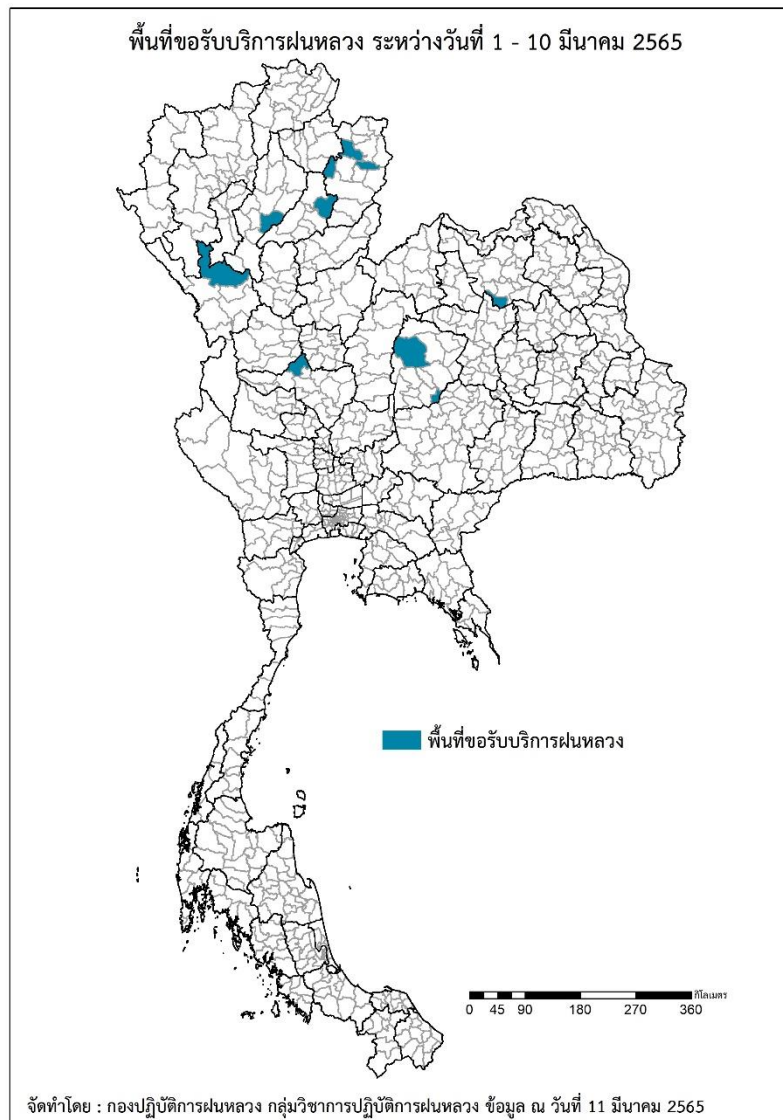 พื้นที่ขอรับบริการฝนหลวง ระหว่างวันที่ 1 - 10 มีนาคม 2565
พื้นที่ขอรับบริการฝนหลวง
กิโลเมตร
0 45 90 180 270 360
จัดทำโดย : กองปฏิบัติการฝนหลวง กลุ่มวิชาการปฏิบัติการฝนหลวง ข้อมูล ณ วันที่ 11 มีนาคม 2565